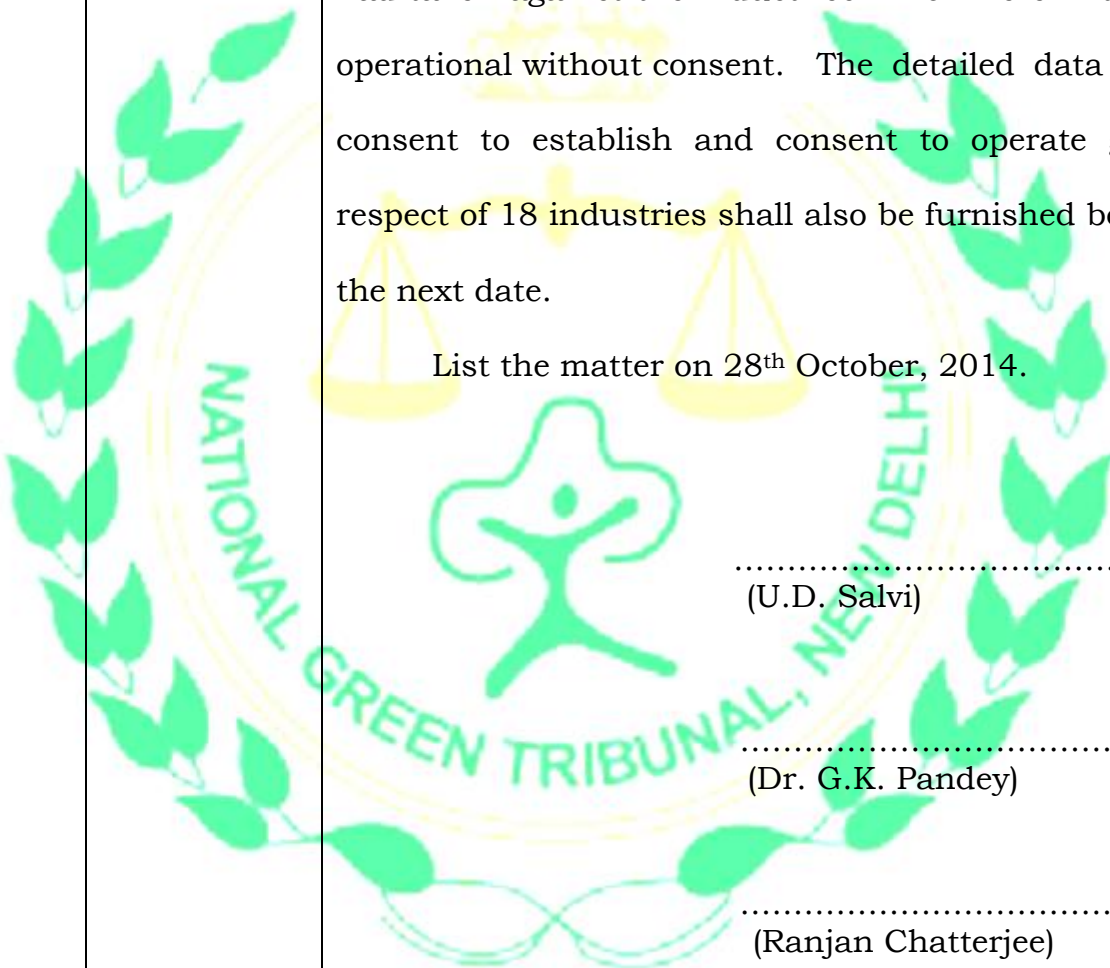 operational without consent. The detailed data
consent to establish and consent to operate
respect of 18 industries shall also be furnished
the next date.
List the matter on 28th October, 2014.
.......................................
(U.D. Salvi)
.......................................
(Dr. G.K. Pandey)
.......................................
(Ranjan Chatterjee)
NATIONAL GREEN TRIBUNAL, NEW DELHI